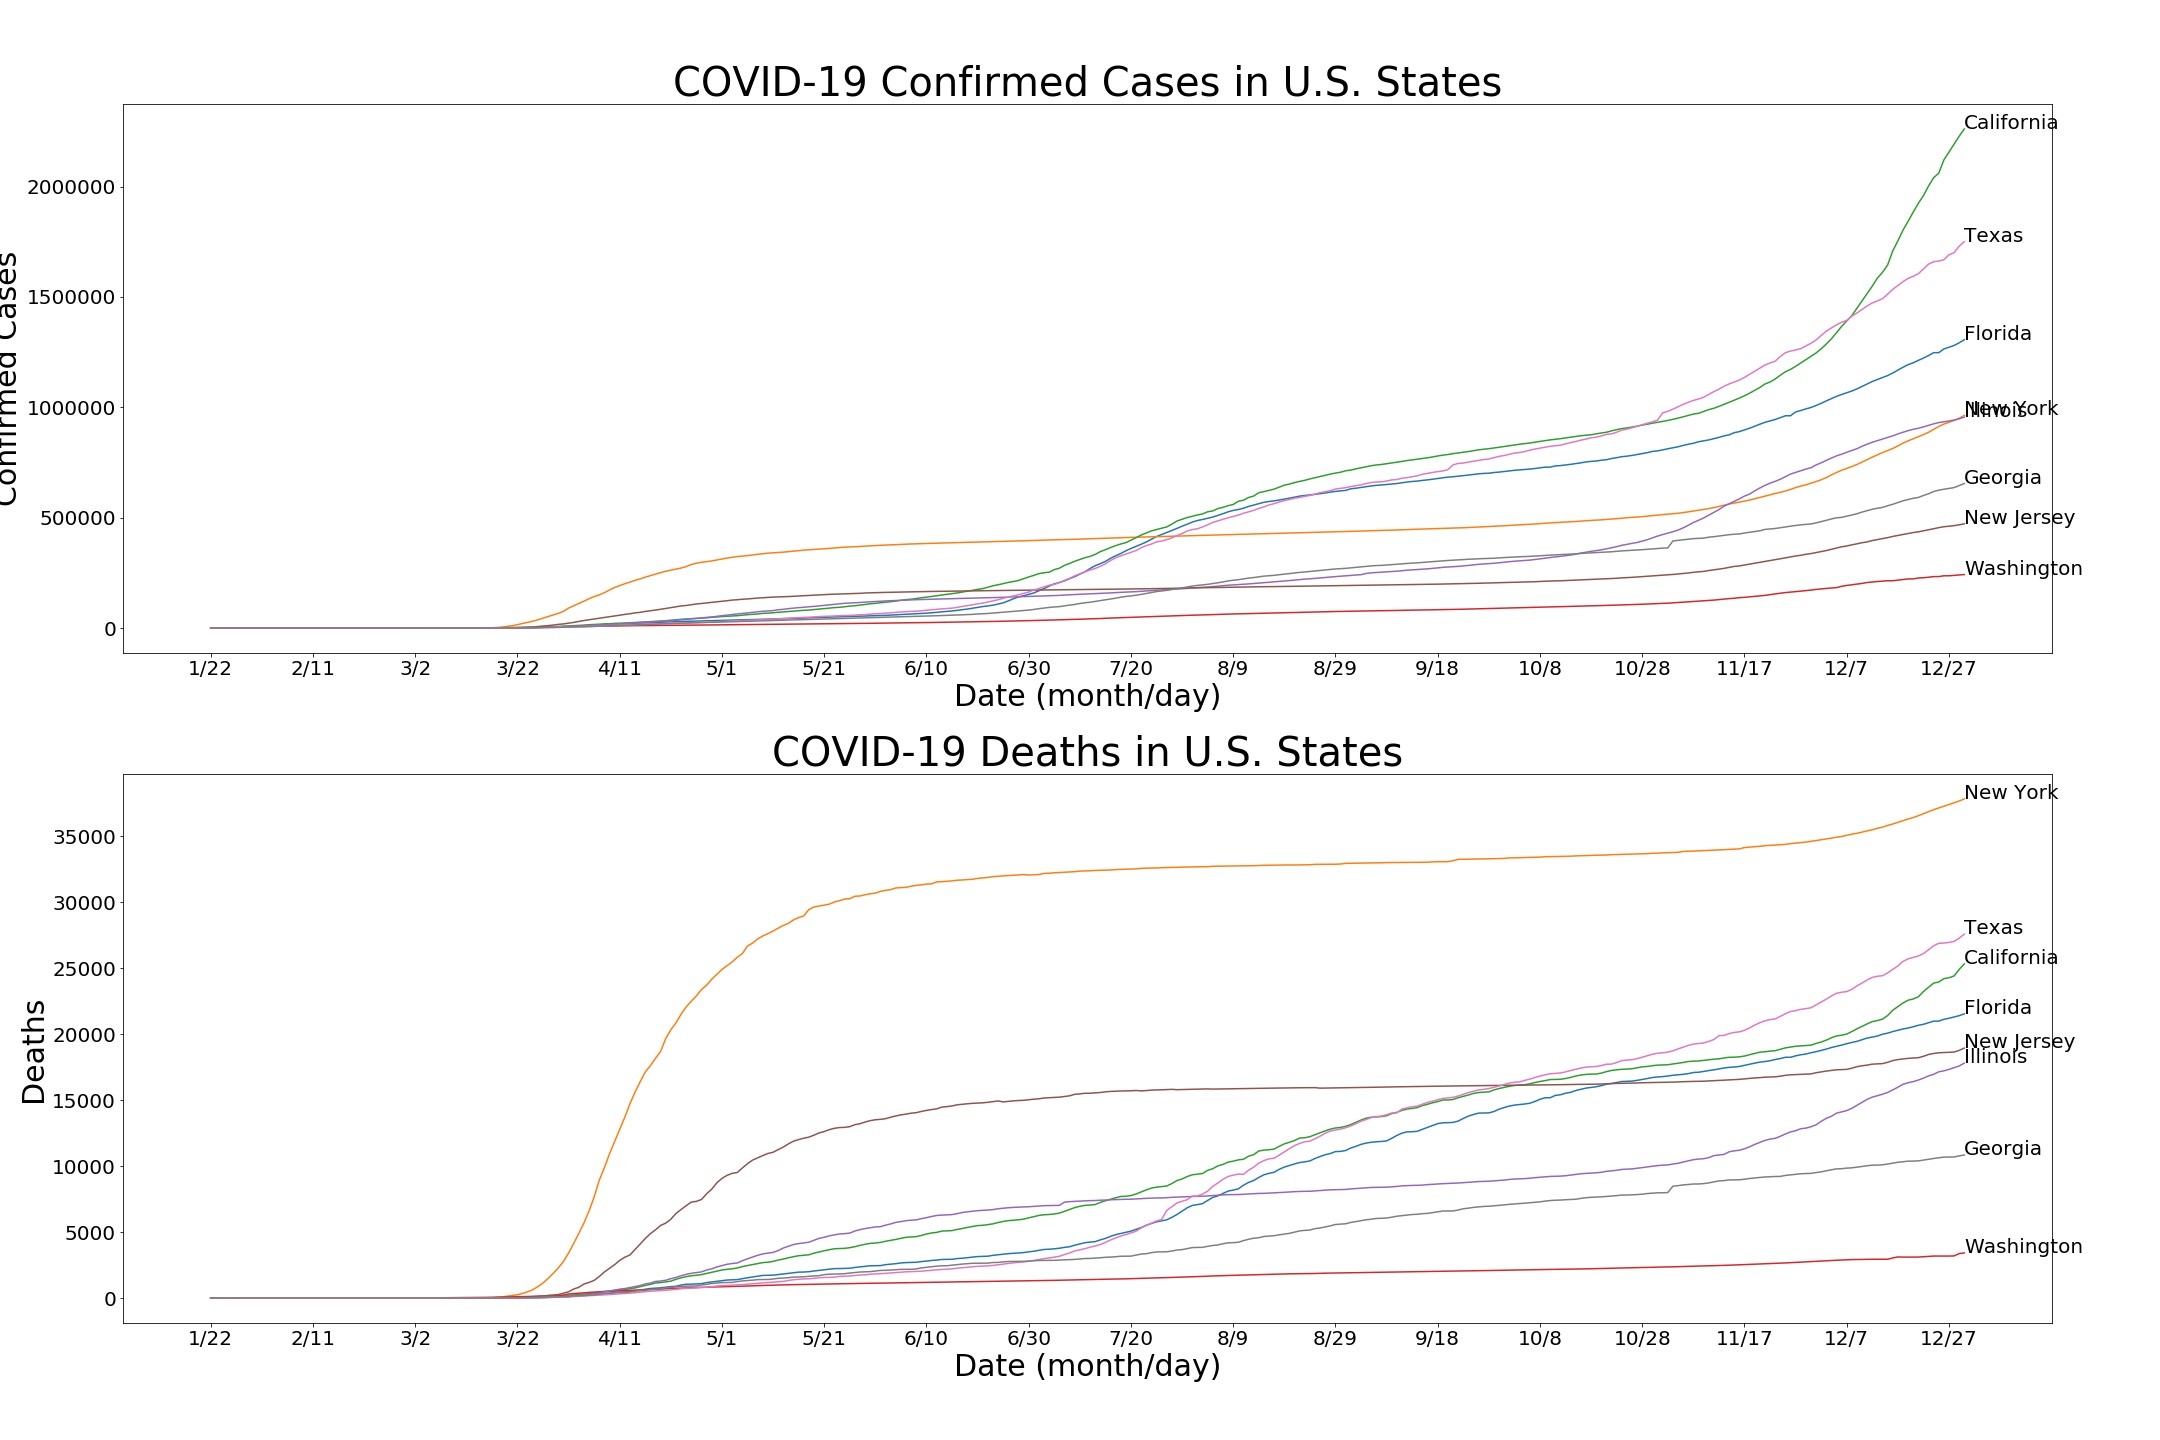 COVID-19 Confirmed Cases in U.S. States
Confirmed Cases
2000000
1500000
1000000
500000
0
California
Texas
Florida
New York
Illinois
Georgia
New Jersey
Washington
1/22 2/11 3/2 3/22 4/11 5/1 5/21 6/10 6/30 7/20 8/9 8/29 9/18 10/8 10/28 11/17 12/7 12/27
Date (month/day)
COVID-19 Deaths in U.S. States
Deaths
35000
30000
25000
20000
15000
10000
5000
0
New York
Texas
California
Florida
New Jersey
Illinois
Georgia
Washington
1/22 2/11 3/2 3/22 4/11 5/1 5/21 6/10 6/30 7/20 8/9 8/29 9/18 10/8 10/28 11/17 12/7 12/27
Date (month/day)